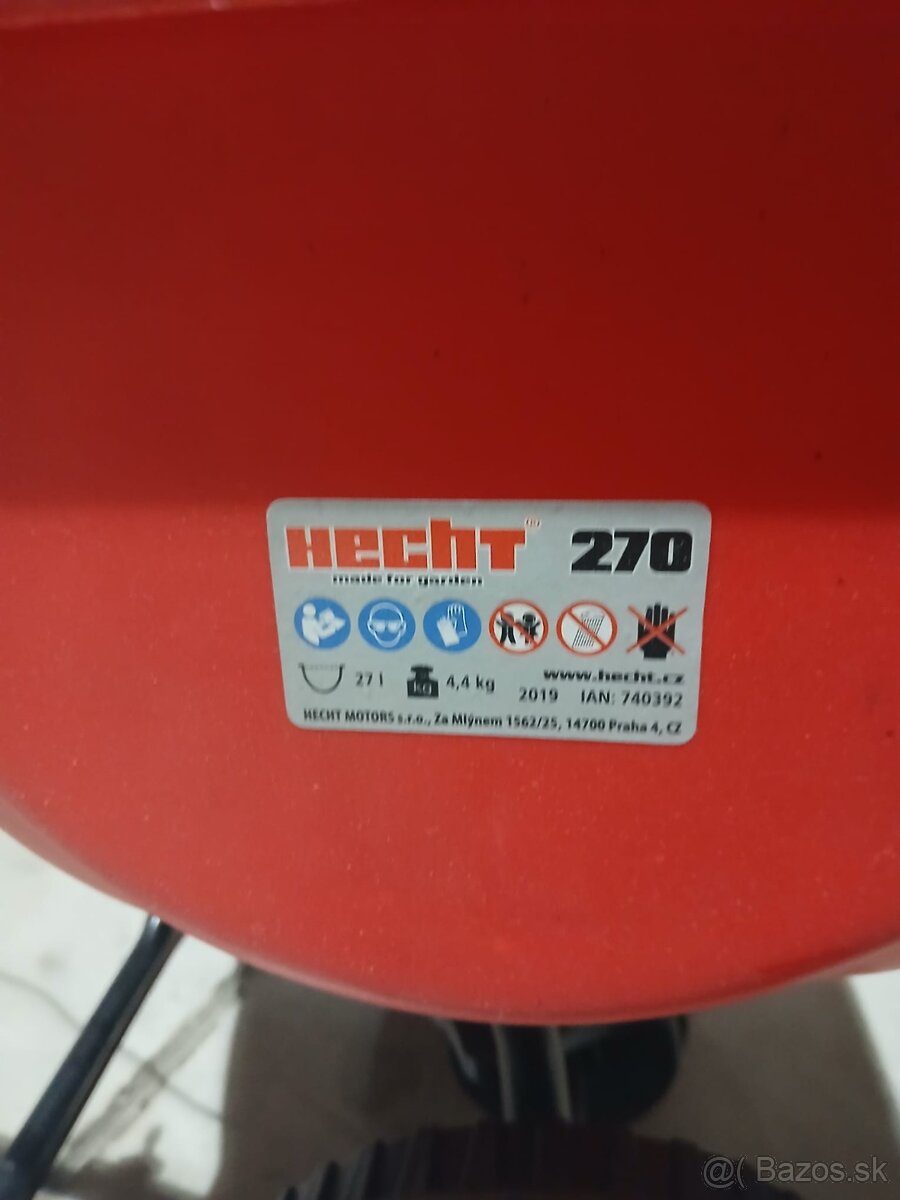 HecHT® 270
made for garden
www.hecht.cz
27 l KG 4,4 kg 2019 IAN: 740392
HECHT MOTORS s.r.o., Za Mlýnem 1562/25, 14700 Praha 4, CZ
@( Bazos.sk